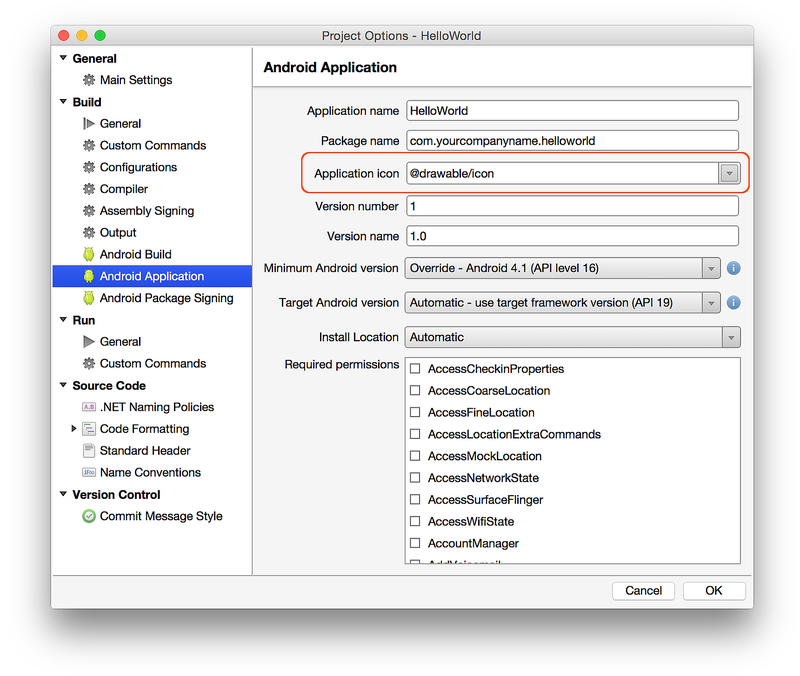 Project Options - HelloWorld
General
Main Settings
Build
General
Custom Commands
Configurations
Compiler
Assembly Signing
Output
Android Build
Android Application
Android Package Signing
Run
General
Custom Commands
Source Code
.NET Naming Policies
Code Formatting
Standard Header
Name Conventions
Version Control
Commit Message Style
Android Application
Application name HelloWorld
Package name com.yourcompanyname.helloworld
Application icon @drawable/icon
Version number 1
Version name 1.0
Minimum Android version Override - Android 4.1 (API level 16)
Target Android version Automatic - use target framework version (API 19)
Install Location Automatic
Required permissions
AccessCheckinProperties
AccessCoarseLocation
AccessFineLocation
AccessLocationExtraCommands
AccessMockLocation
AccessNetworkState
AccessSurfaceFlinger
AccessWifiState
AccountManager
Cancel
OK